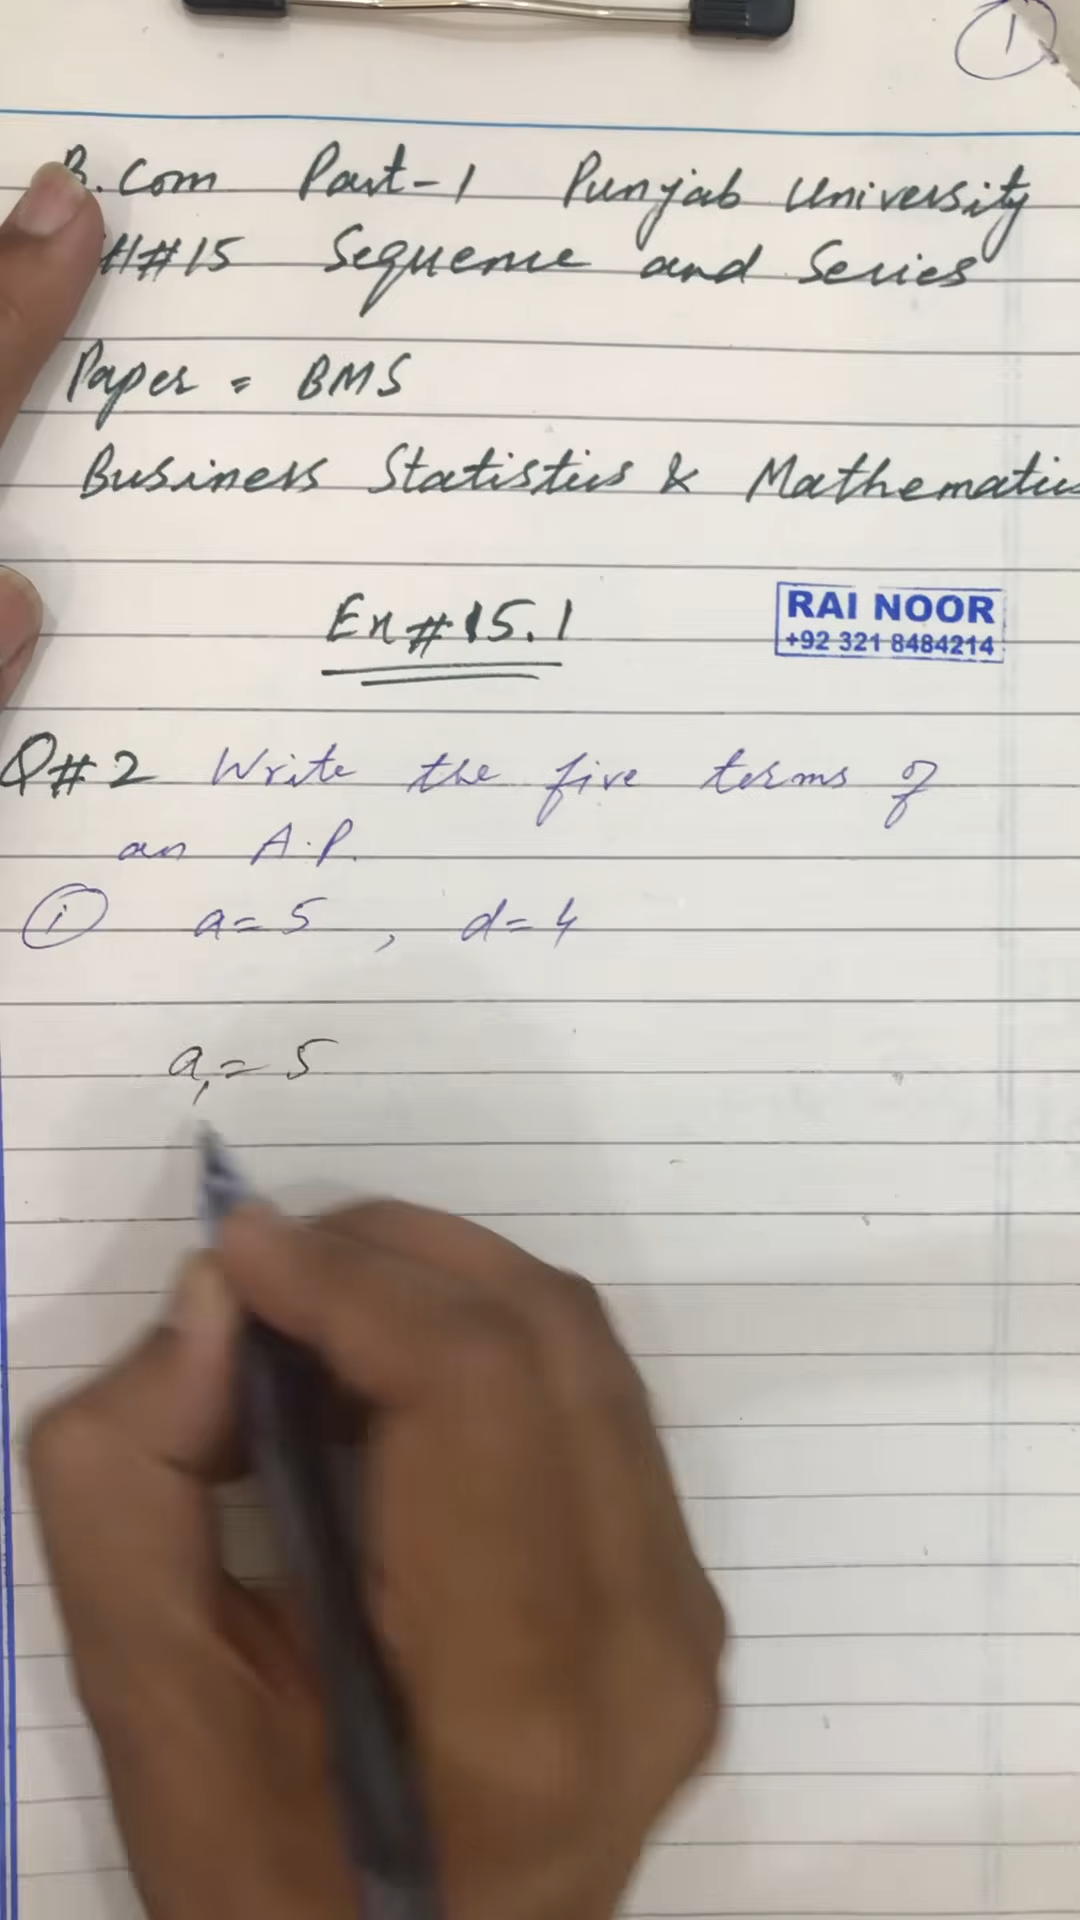 1
B.Com Part-1 Punjab University
H#15 Sequence and Series
Paper = BMS
Business Statistics & Mathematics
Ex#15.1
RAI NOOR
+92 321 8484214
Q#2 Write the five terms of
an A.P.
i a=5 , d=4
a₁=5